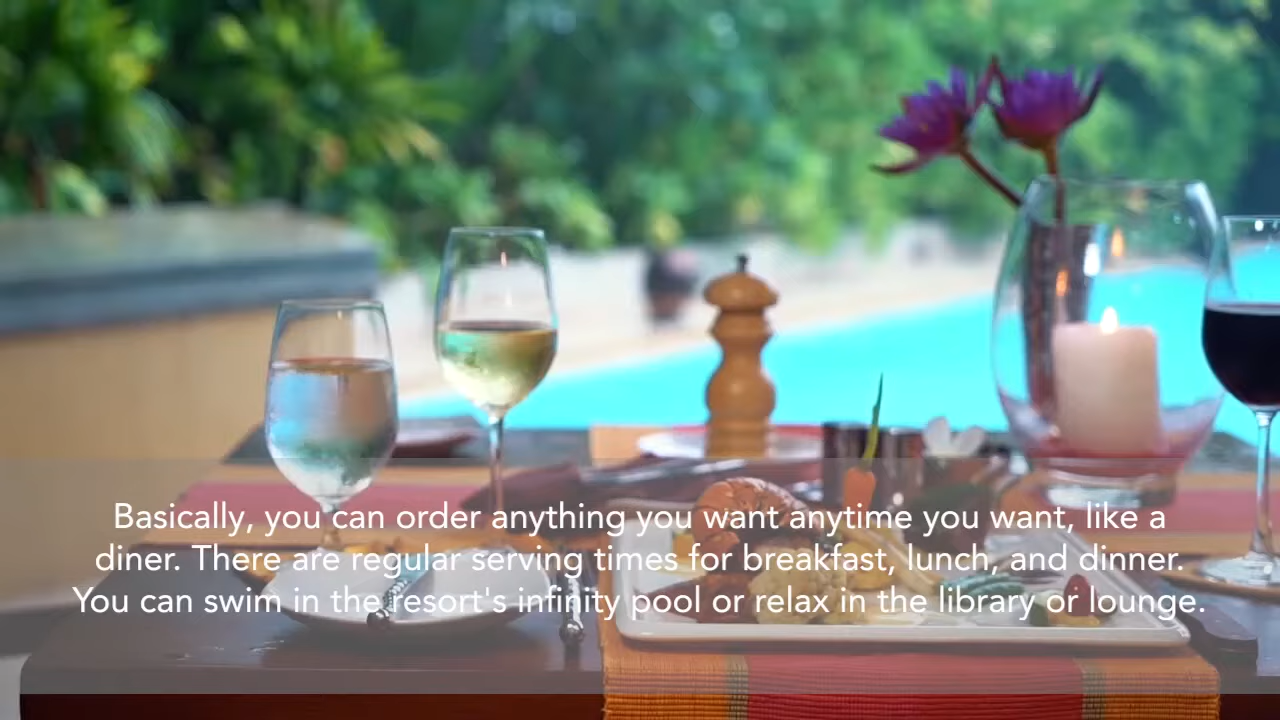 Basically, you can order anything you want anytime you want, like a
diner. There are regular serving times for breakfast, lunch, and dinner.
You can swim in the resort's infinity pool or relax in the library or lounge.